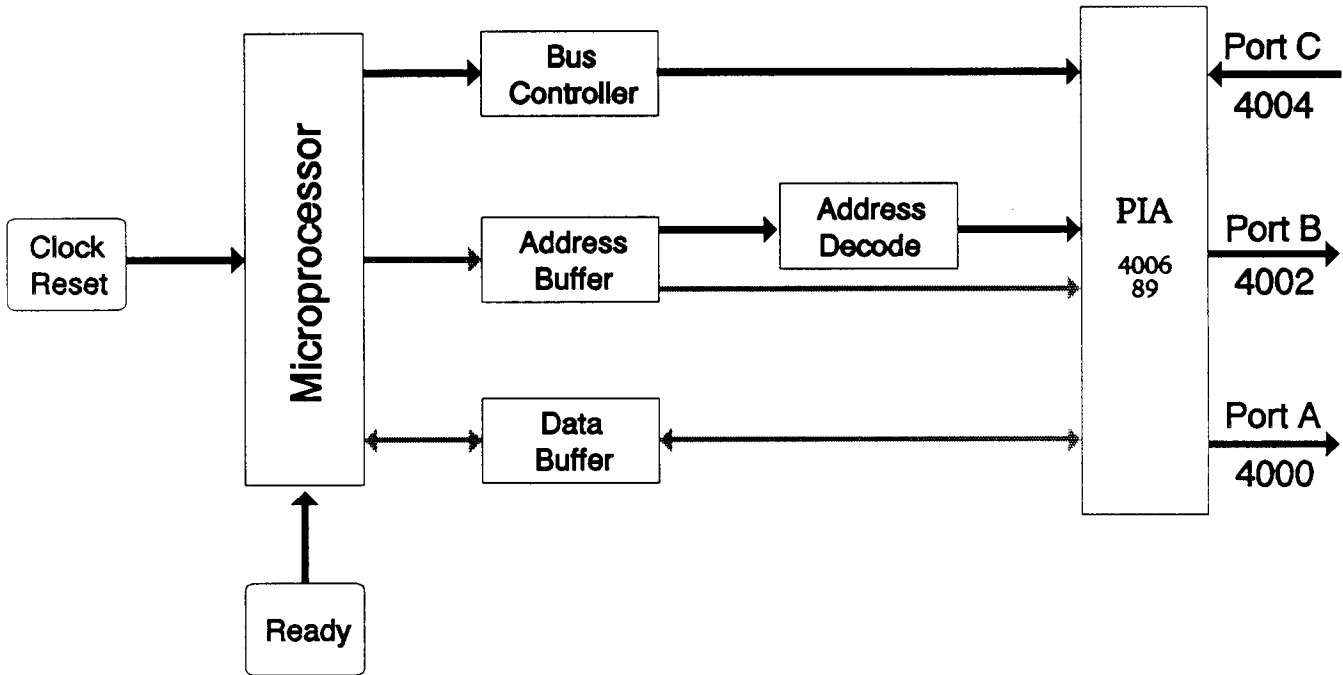 Bus
Controller
Port C
4004
Microprocessor
Clock
Reset
Address
Buffer
Address
Decode
PIA
4006
89
Port B
4002
Data
Buffer
Port A
4000
Ready